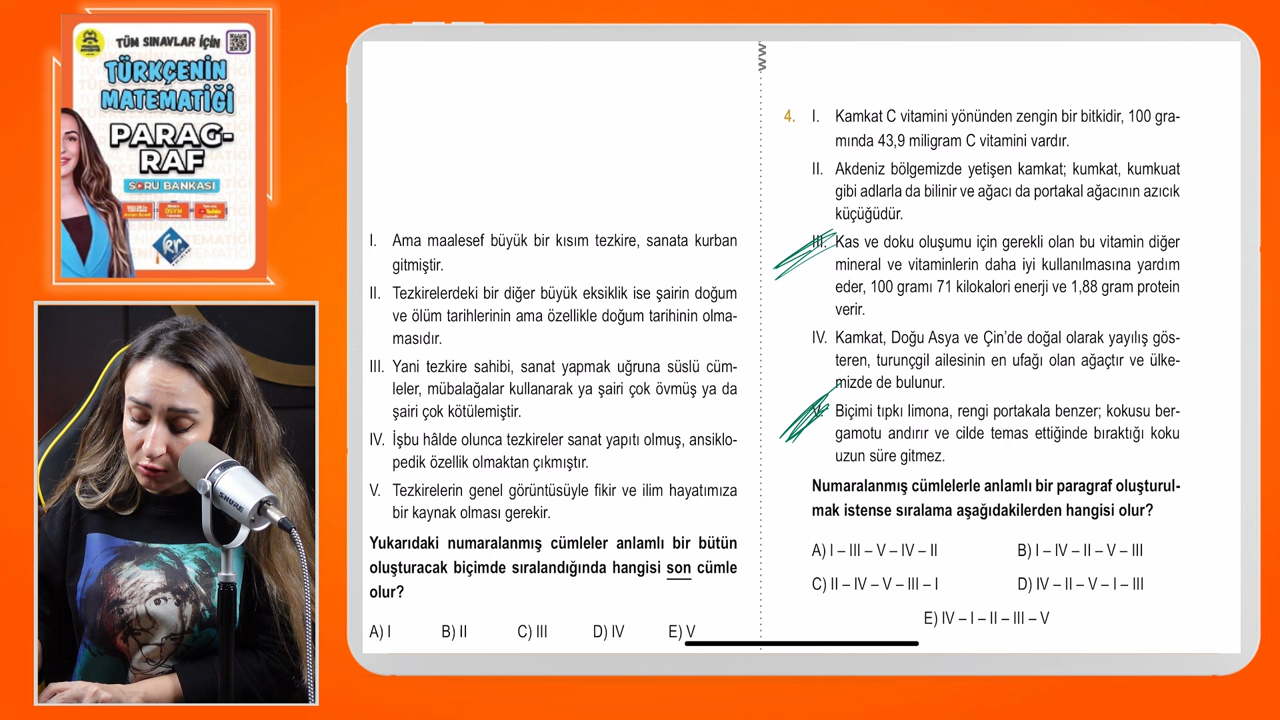 TÜM SINAVLAR İÇİN
TÜRKÇENİN
MATEMATİĞİ
PARAG-
RAF
SORU BANKASI
ÖSYM
SHURE
I. Ama maalesef büyük bir kısım tezkire, sanata kurban
gitmiştir.
II. Tezkirelerdeki bir diğer büyük eksiklik ise şairin doğum
ve ölüm tarihlerinin ama özellikle doğum tarihinin olma-
masıdır.
III. Yani tezkire sahibi, sanat yapmak uğruna süslü cüm-
leler, mübalağalar kullanarak ya şairi çok övmüş ya da
şairi çok kötülemiştir.
IV. İşbu hâlde olunca tezkireler sanat yapıtı olmuş, ansiklo-
pedik özellik olmaktan çıkmıştır.
V. Tezkirelerin genel görüntüsüyle fikir ve ilim hayatımıza
bir kaynak olması gerekir.
Yukarıdaki numaralanmış cümleler anlamlı bir bütün
oluşturacak biçimde sıralandığında hangisi son cümle
olur?
A) I B) II C) III D) IV E) V
4. I. Kamkat C vitamini yönünden zengin bir bitkidir, 100 gra-
mında 43,9 miligram C vitamini vardır.
II. Akdeniz bölgemizde yetişen kamkat; kumkat, kumkuat
gibi adlarla da bilinir ve ağacı da portakal ağacının azıcık
küçüğüdür.
III. Kas ve doku oluşumu için gerekli olan bu vitamin diğer
mineral ve vitaminlerin daha iyi kullanılmasına yardım
eder, 100 gramı 71 kilokalori enerji ve 1,88 gram protein
verir.
IV. Kamkat, Doğu Asya ve Çin'de doğal olarak yayılış gös-
teren, turunçgil ailesinin en ufağı olan ağaçtır ve ülke-
mizde de bulunur.
V. Biçimi tıpkı limona, rengi portakala benzer; kokusu ber-
gamotu andırır ve cilde temas ettiğinde bıraktığı koku
uzun süre gitmez.
Numaralanmış cümlelerle anlamlı bir paragraf oluşturul-
mak istense sıralama aşağıdakilerden hangisi olur?
A) I – III – V – IV – II B) I – IV – II – V – III
C) II – IV – V – III – I D) IV – II – V – I – III
E) IV – I – II – III – V